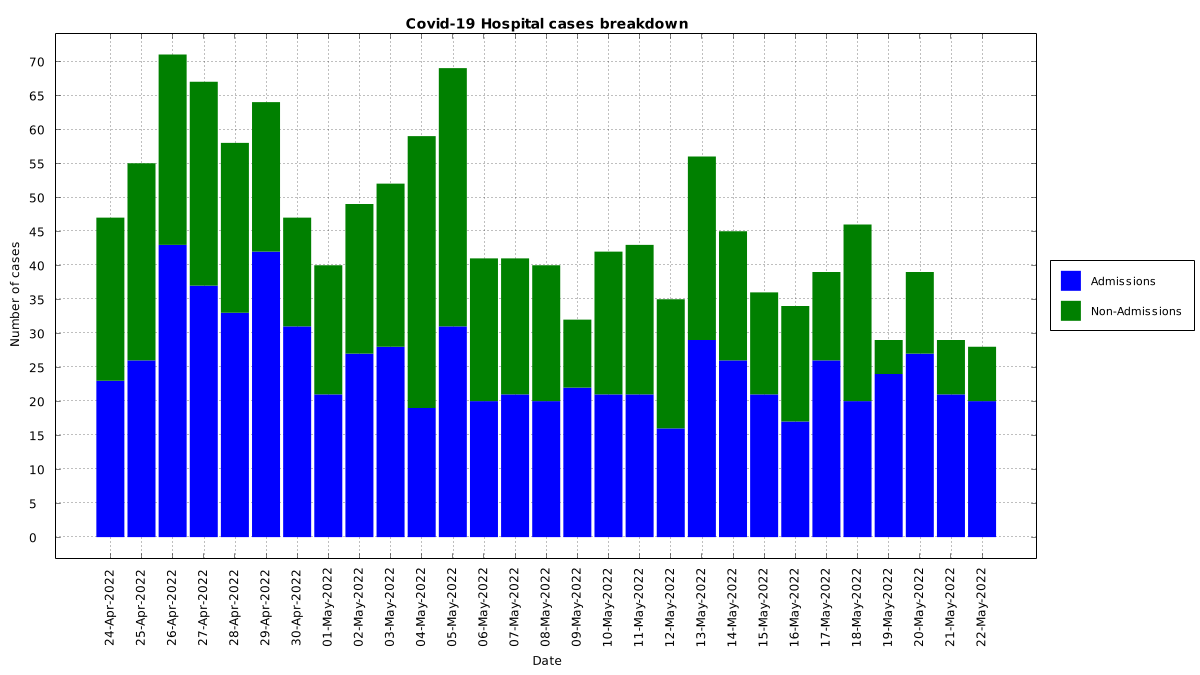 Covid-19 Hospital cases breakdown
Number of cases
70
65
60
55
50
45
40
35
30
25
20
15
10
5
0
24-Apr-2022
25-Apr-2022
26-Apr-2022
27-Apr-2022
28-Apr-2022
29-Apr-2022
30-Apr-2022
01-May-2022
02-May-2022
03-May-2022
04-May-2022
05-May-2022
06-May-2022
07-May-2022
08-May-2022
09-May-2022
10-May-2022
11-May-2022
12-May-2022
13-May-2022
14-May-2022
15-May-2022
16-May-2022
17-May-2022
18-May-2022
19-May-2022
20-May-2022
21-May-2022
22-May-2022
Date
Admissions
Non-Admissions